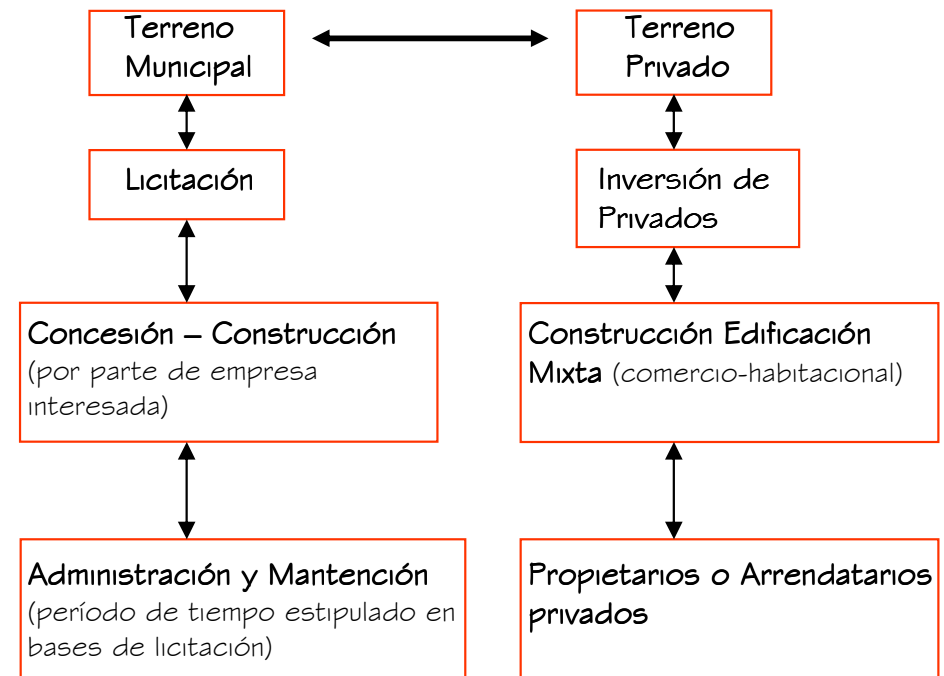 Terreno
Municipal
Terreno
Privado
Licitación
Inversión de
Privados
Concesión – Construcción
(por parte de empresa
interesada)
Construcción Edificación
Mixta (comercio-habitacional)
Administración y Mantención
(período de tiempo estipulado en
bases de licitación)
Propietarios o Arrendatarios
privados